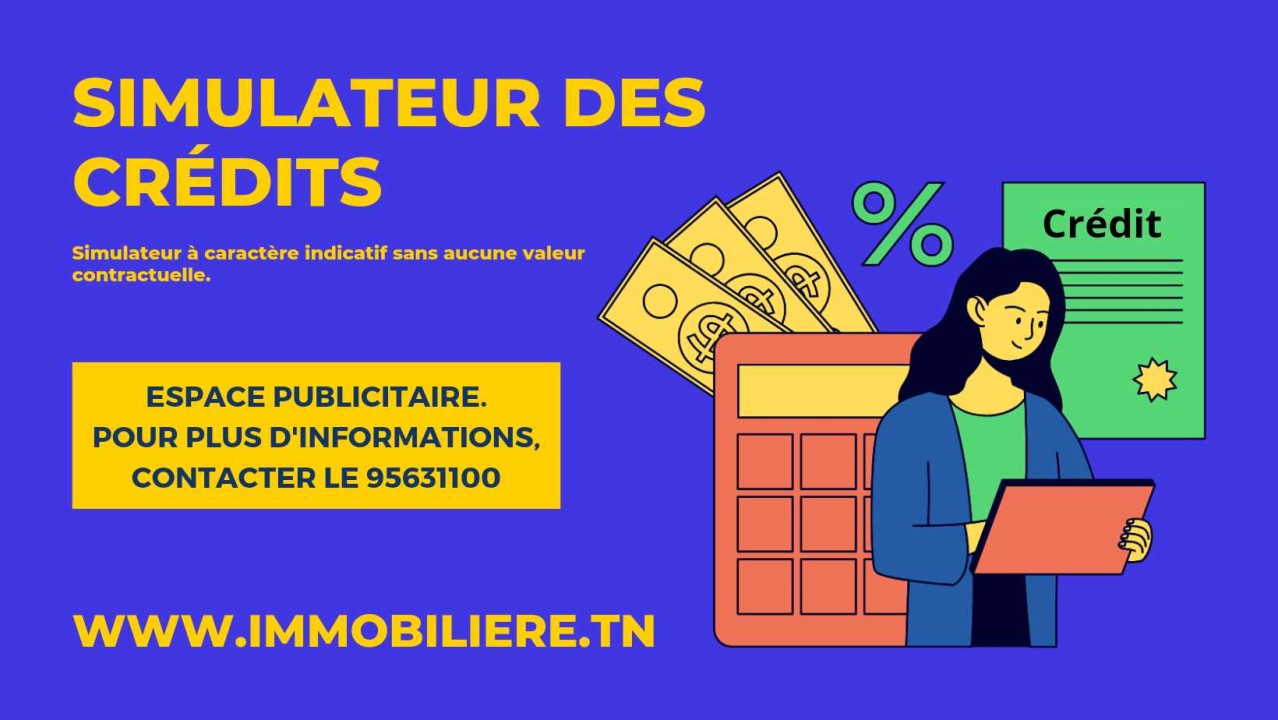 SIMULATEUR DES
CRÉDITS
Simulateur à caractère indicatif sans aucune valeur
contractuelle.
ESPACE PUBLICITAIRE.
POUR PLUS D'INFORMATIONS,
CONTACTER LE 95631100
WWW.IMMOBILIERE.TN
%
Crédit